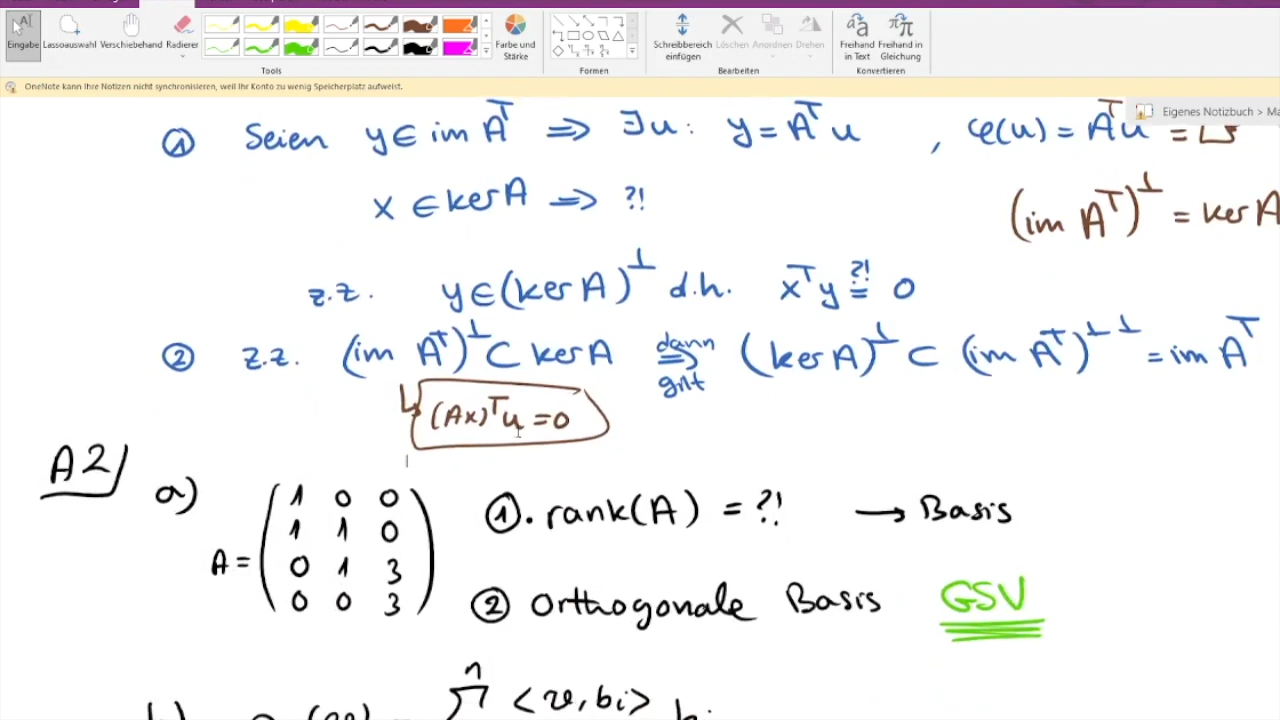 Eingabe Lassoauswahl Verschiebehand Radierer
Farbe und Stärke
Schreibbereich einfügen
Löschen Anordnen Drehen
Freihand in Text
Freihand in Gleichung
Tools Formen Bearbeiten Konvertieren
OneNote kann Ihre Notizen nicht synchronisieren, weil Ihr Konto zu wenig Speicherplatz aufweist.
Eigenes Notizbuch > Ma
① Seien y ∈ im Aᵀ ⟹ ∃u: y = Aᵀ u , φ(u) = Aᵀu =
x ∈ ker A ⟹ ?!
(im Aᵀ)^⊥ = ker A
z.z. y ∈ (ker A)^⊥ d.h. xᵀy ?!= 0
② z.z. (im Aᵀ)^⊥ ⊂ ker A dann ⟹ gilt (ker A)^⊥ ⊂ (im Aᵀ)^⊥⊥ = im Aᵀ
↳ (Ax)ᵀu = 0
A2
a) A =
1 0 0
1 1 0
0 1 3
0 0 3
①. rank(A) = ?! → Basis
② Orthogonale Basis GSV
n
<v, bi>